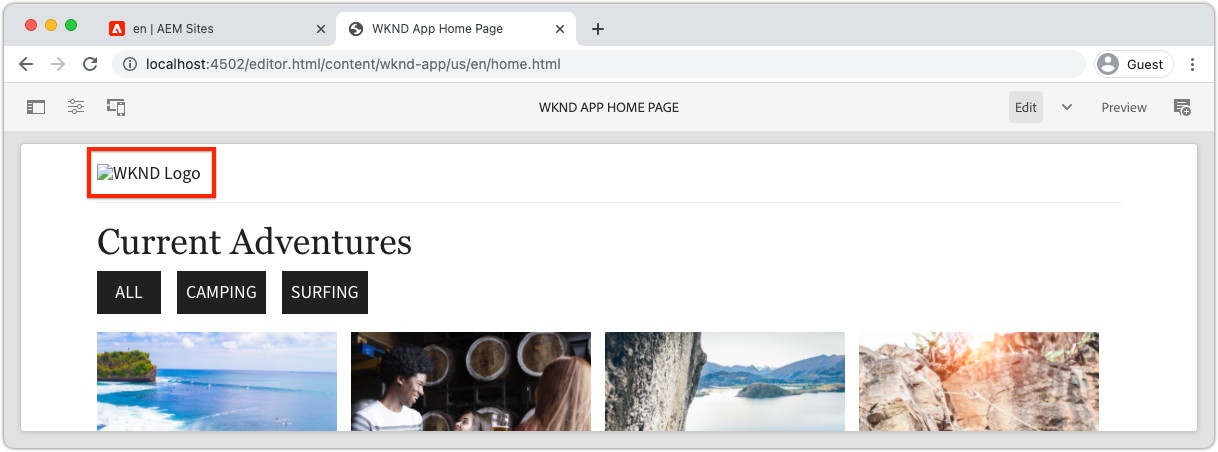 en | AEM Sites
WKND App Home Page
localhost:4502/editor.html/content/wknd-app/us/en/home.html
Guest
WKND APP HOME PAGE
Edit
Preview
WKND Logo
Current Adventures
ALL
CAMPING
SURFING